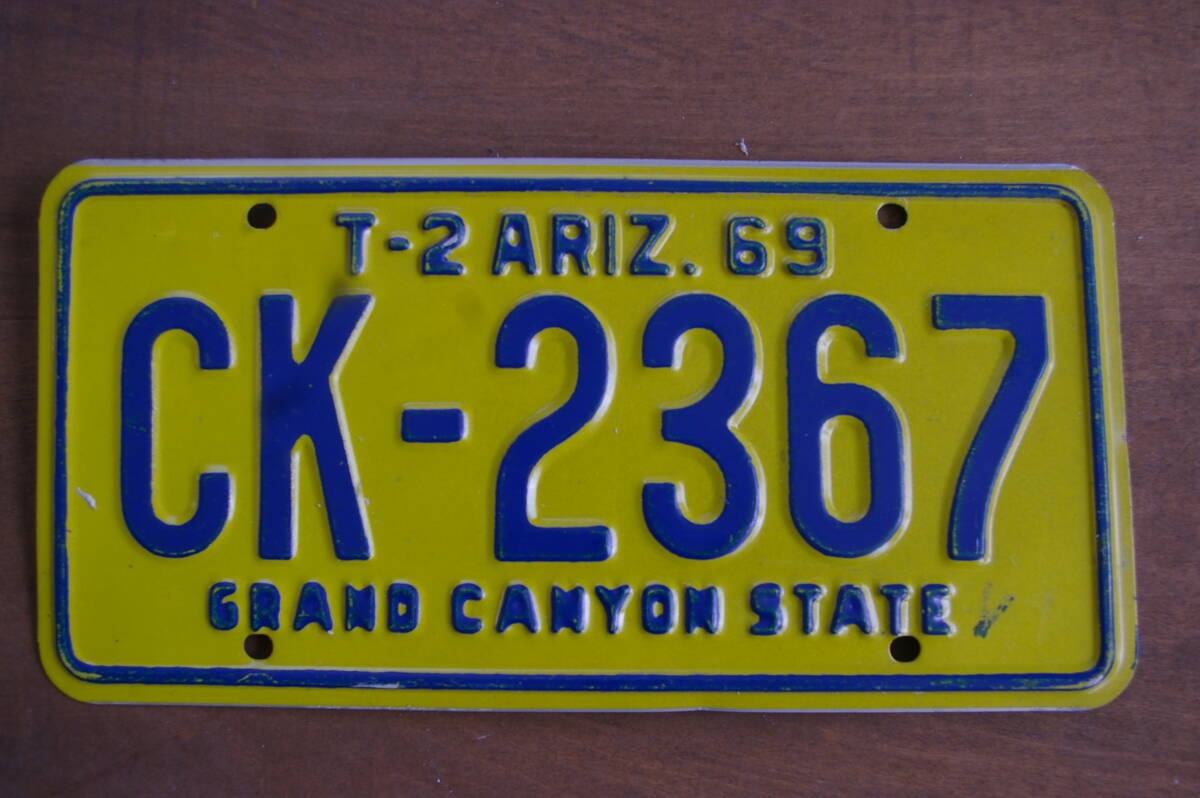 T-2 ARIZ. 69
CK-2367
GRAND CANYON STATE